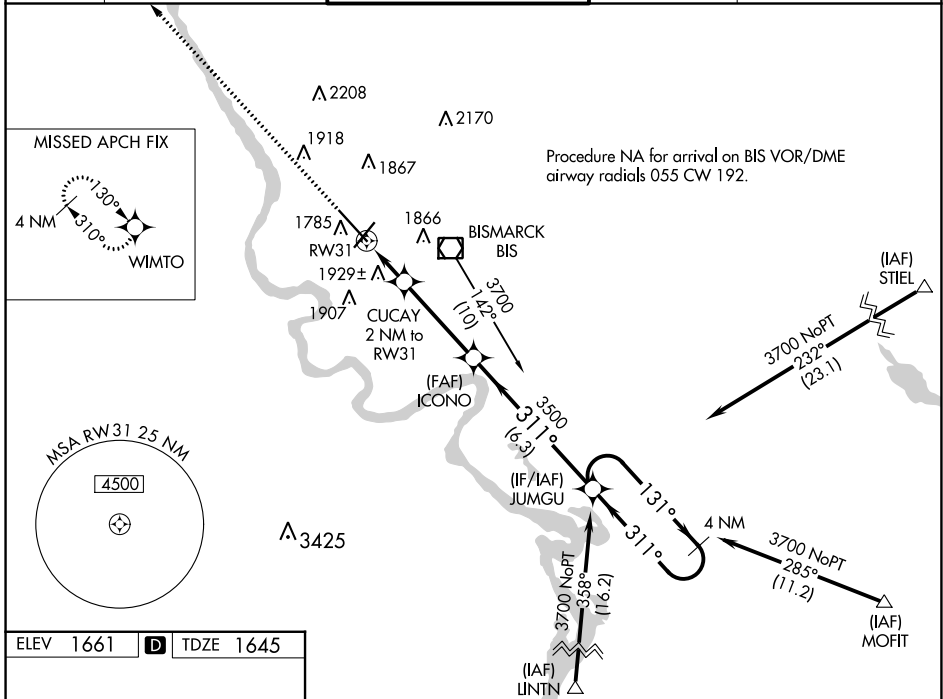 2208
2170
1918
1867
MISSED APCH FIX
130°
4 NM
310°
WIMTO
Procedure NA for arrival on BIS VOR/DME
airway radials 055 CW 192.
1785
RW31
1866
BISMARCK
BIS
1929±
1907
CUCAY
2 NM to
RW31
3700
142°
(10)
(IAF)
STIEL
3700 NoPT
232°
(23.1)
(FAF)
ICONO
3500
311°
(6.3)
MSA RW31 25 NM
4500
3425
(IF/IAF)
JUMGU
131°
311°
4 NM
3700 NoPT
285°
(11.2)
(IAF)
MOFIT
3700 NoPT
358°
(16.2)
(IAF)
LINTN
ELEV 1661 D TDZE 1645